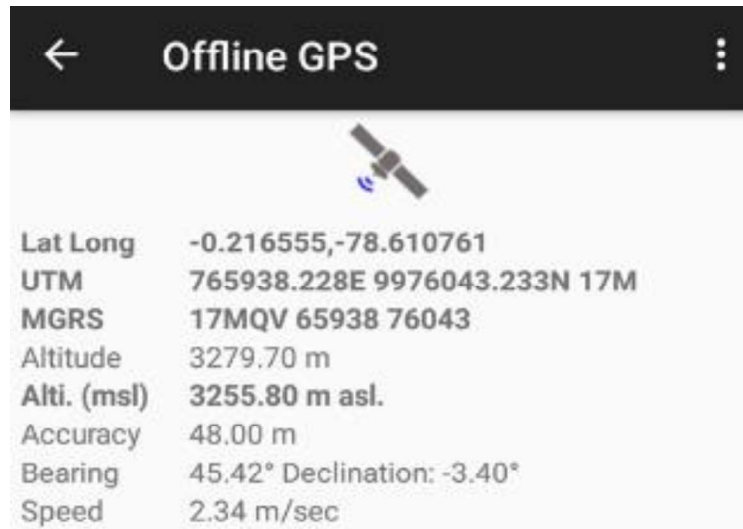 Offline GPS
Lat Long -0.216555,-78.610761
UTM 765938.228E 9976043.233N 17M
MGRS 17MQV 65938 76043
Altitude 3279.70 m
Alti. (msl) 3255.80 m asl.
Accuracy 48.00 m
Bearing 45.42° Declination: -3.40°
Speed 2.34 m/sec